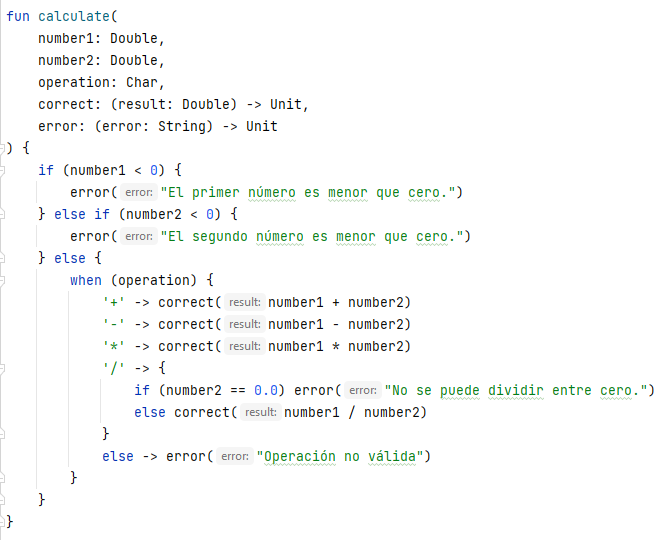 fun calculate(
    number1: Double,
    number2: Double,
    operation: Char,
    correct: (result: Double) -> Unit,
    error: (error: String) -> Unit
) {
    if (number1 < 0) {
        error( error: "El primer número es menor que cero.")
    } else if (number2 < 0) {
        error( error: "El segundo número es menor que cero.")
    } else {
        when (operation) {
            '+' -> correct( result: number1 + number2)
            '-' -> correct( result: number1 - number2)
            '*' -> correct( result: number1 * number2)
            '/' -> {
                if (number2 == 0.0) error( error: "No se puede dividir entre cero.")
                else correct( result: number1 / number2)
            }
            else -> error( error: "Operación no válida")
        }
    }
}